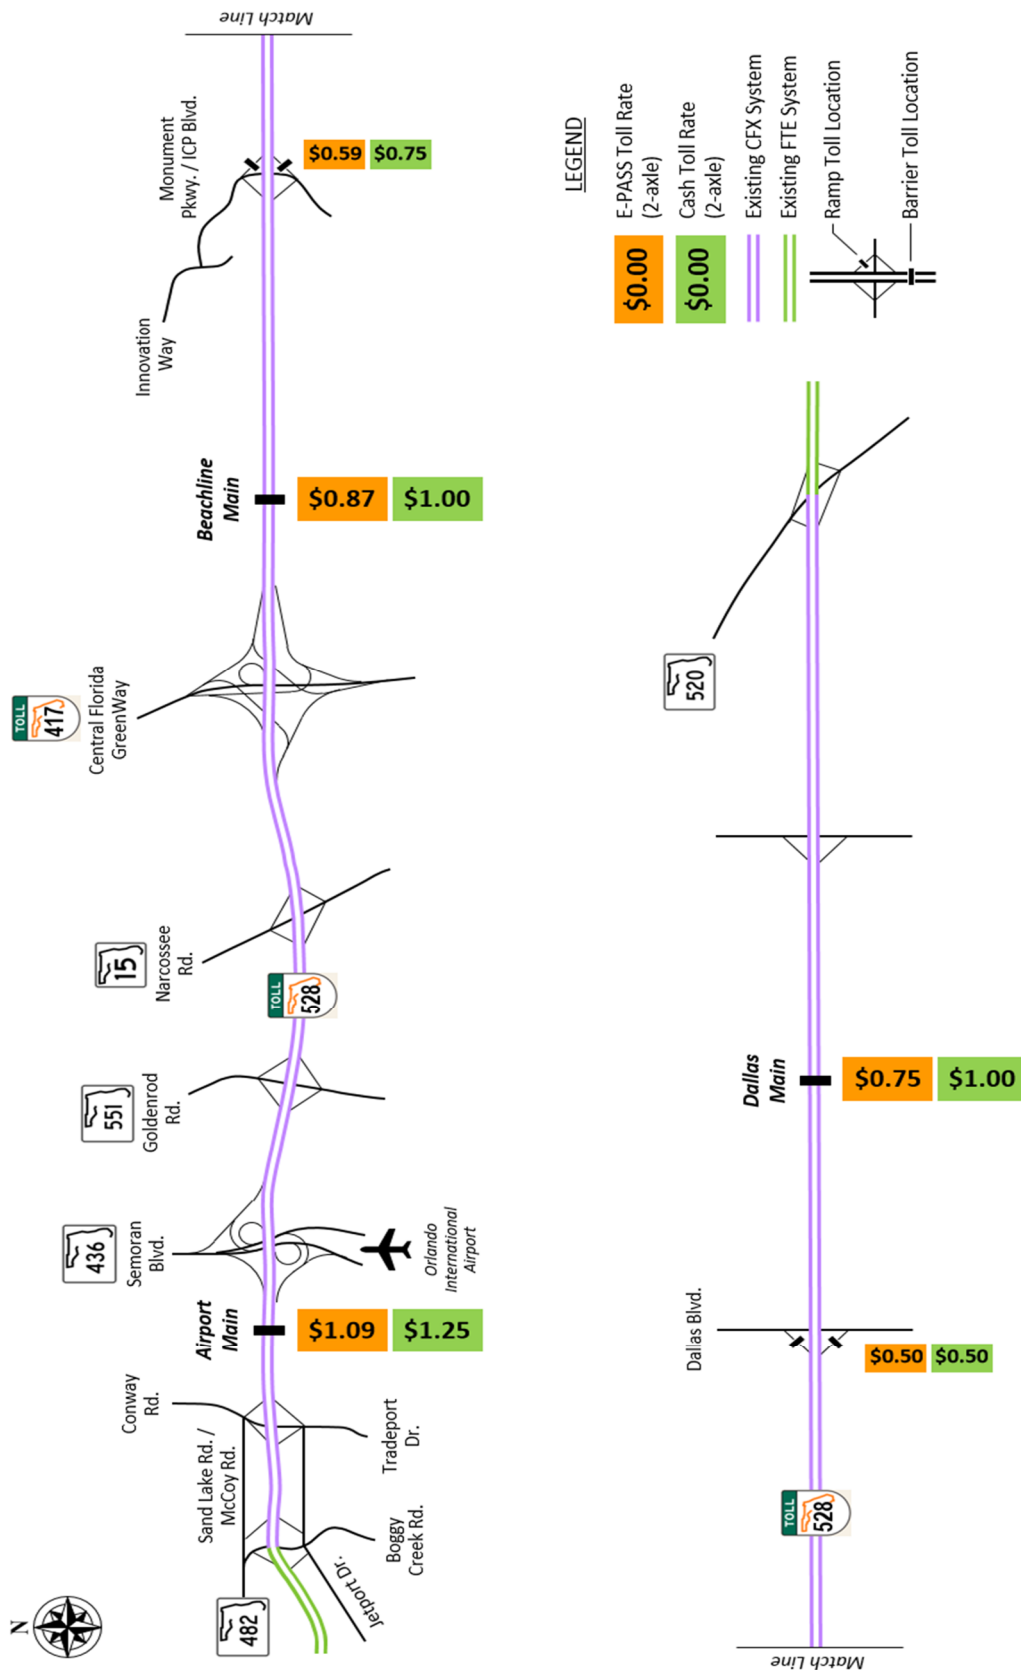 N
482
Sand Lake Rd. /
McCoy Rd.
Jetport Dr.
Boggy
Creek Rd.
Conway
Rd.
Tradeport
Dr.
Airport
Main
$1.09
$1.25
436
Semoran
Blvd.
Orlando
International
Airport
551
Goldenrod
Rd.
TOLL
528
15
Narcossee
Rd.
TOLL
417
Central Florida
GreenWay
Beachline
Main
$0.87
$1.00
Innovation
Way
Monument
Pkwy. / ICP Blvd.
$0.59
$0.75
Match Line
Match Line
TOLL
528
Dallas Blvd.
$0.50
$0.50
Dallas
Main
$0.75
$1.00
520
LEGEND
$0.00
E-PASS Toll Rate
(2-axle)
$0.00
Cash Toll Rate
(2-axle)
Existing CFX System
Existing FTE System
Ramp Toll Location
Barrier Toll Location